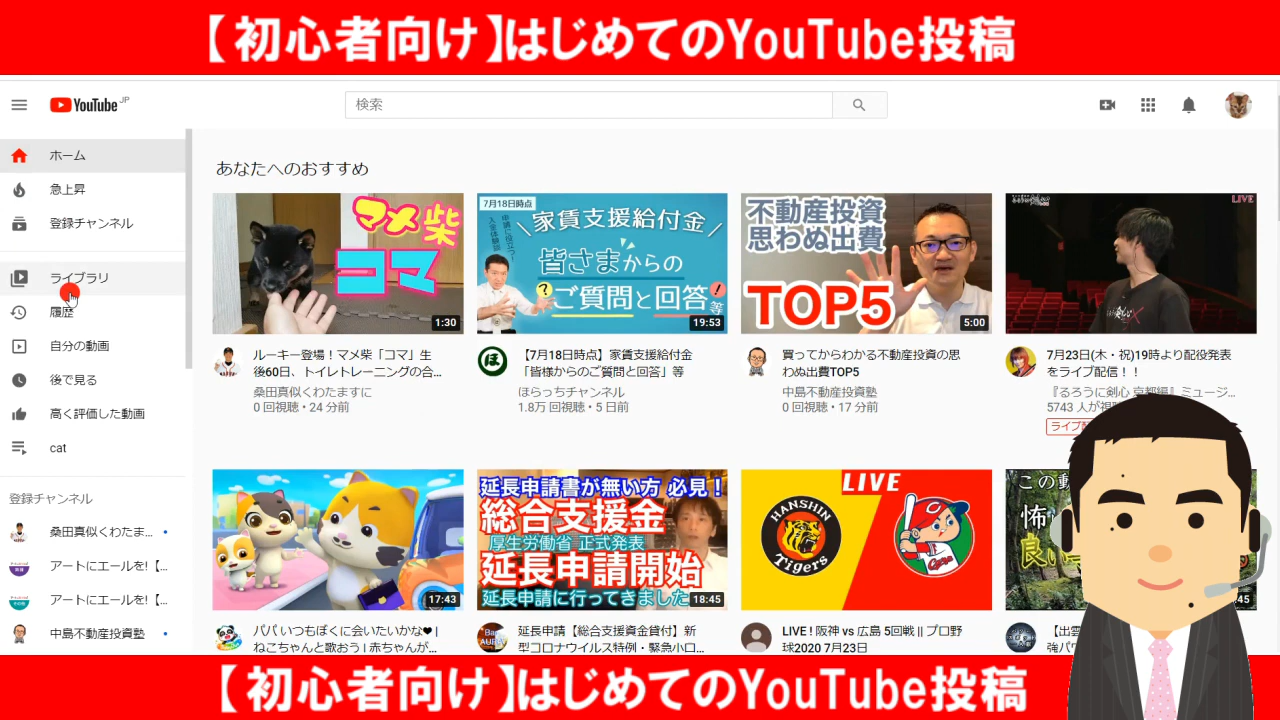 【初心者向け】はじめてのYouTube投稿
YouTube JP
検索
ホーム
急上昇
登録チャンネル
ライブラリ
履歴
自分の動画
後で見る
高く評価した動画
cat
登録チャンネル
桑田真似くわたま...
アートにエールを!【...
アートにエールを!【...
中島不動産投資塾
あなたへのおすすめ
マメ柴
コマ
1:30
ルーキー登場！マメ柴「コマ」生
後60日、トイレトレーニングの合...
桑田真似くわたますに
0 回視聴・24 分前
7月18日時点
家賃支援給付金
皆さまからの
ご質問と回答等
19:53
ほ
【7月18日時点】家賃支援給付金
「皆様からのご質問と回答」等
ほらっちチャンネル
1.8万 回視聴・5 日前
不動産投資
思わぬ出費
TOP5
5:00
買ってからわかる不動産投資の思
わぬ出費TOP5
中島不動産投資塾
0 回視聴・17 分前
LIVE
7月23日(木・祝)19時より配役発表
をライブ配信！！
『るろうに剣心 京都編』ミュージ...
5743 人が視
ライブ配
17:43
パパ いつもぼくに会いたいかな❤ |
ねこちゃんと歌おう | 赤ちゃんが...
延長申請書が無い方 必見！
総合支援金
厚生労働省 正式発表
延長申請開始
延長申請に行ってきました
18:45
延長申請【総合支援資金貸付】新
型コロナウイルス特例・緊急小口...
LIVE
HANSHIN
Tigers
Carp
LIVE ! 阪神 vs 広島 5回戦 || プロ野
球2020 7月23日
この動
怖
良い
:45
【出雲
強パワ
【初心者向け】はじめてのYouTube投稿